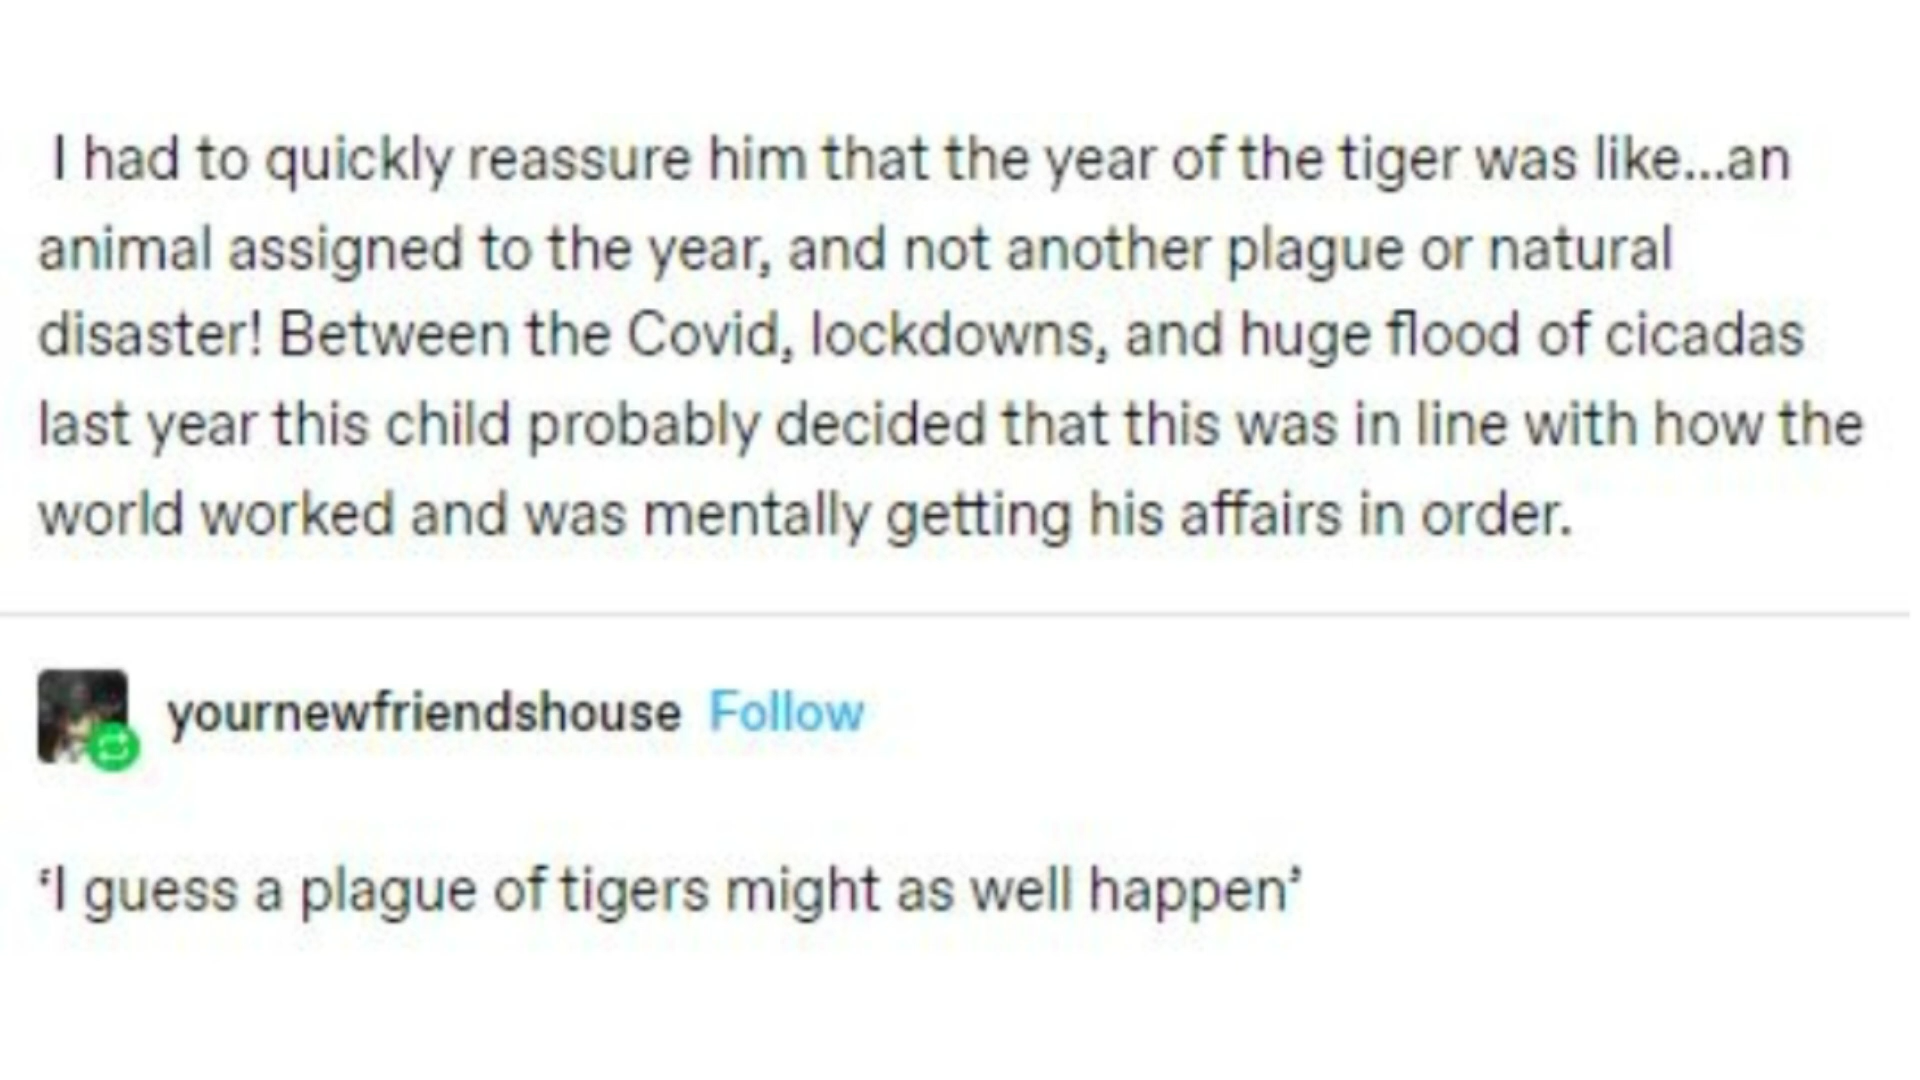 I had to quickly reassure him that the year of the tiger was like...an
animal assigned to the year, and not another plague or natural
disaster! Between the Covid, lockdowns, and huge flood of cicadas
last year this child probably decided that this was in line with how the
world worked and was mentally getting his affairs in order.
yournewfriendshouse Follow
‘I guess a plague of tigers might as well happen’